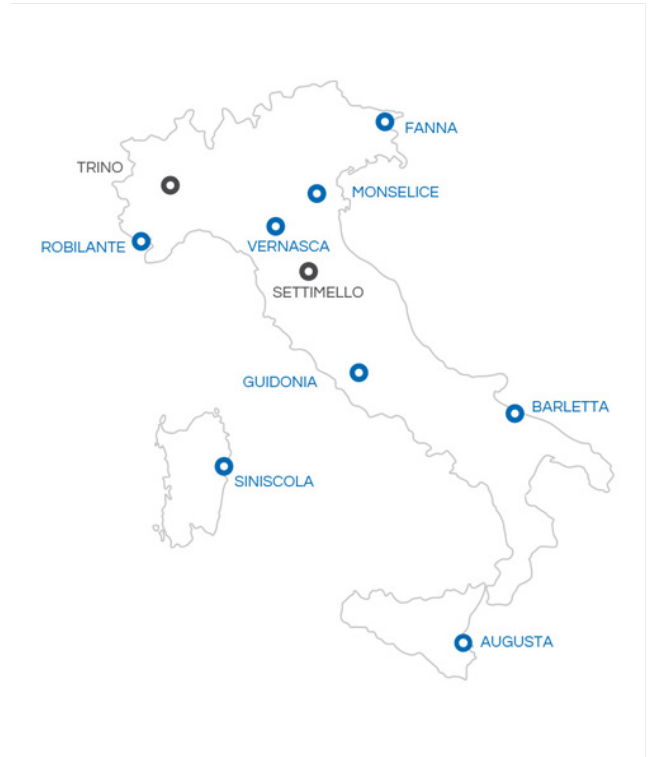 FANNA
TRINO
MONSELICE
ROBILANTE
VERNASCA
SETTIMELLO
GUIDONIA
BARLETTA
SINISCOLA
AUGUSTA